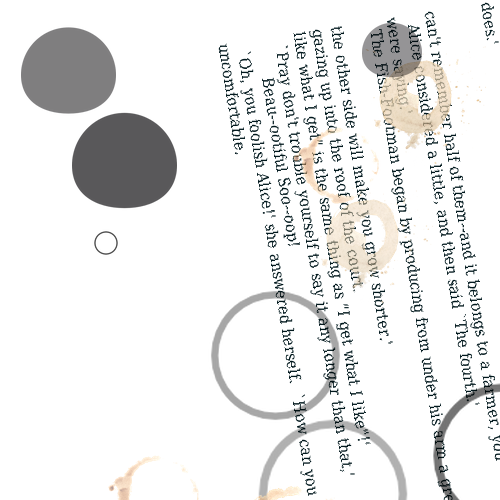 does.'
can't remember half of them--and it belongs to a farmer, you
Alice considered a little, and then said `The fourth.'
were saying.
The Fish-Footman began by producing from under his arm a gre
the other side will make you grow shorter.'
gazing up into the roof of the court.
like what I get" is the same thing as "I get what I like"!'
`Pray don't trouble yourself to say it any longer than that,'
Beau--ootiful Soo--oop!
`Oh, you foolish Alice!' she answered herself. `How can you
uncomfortable.